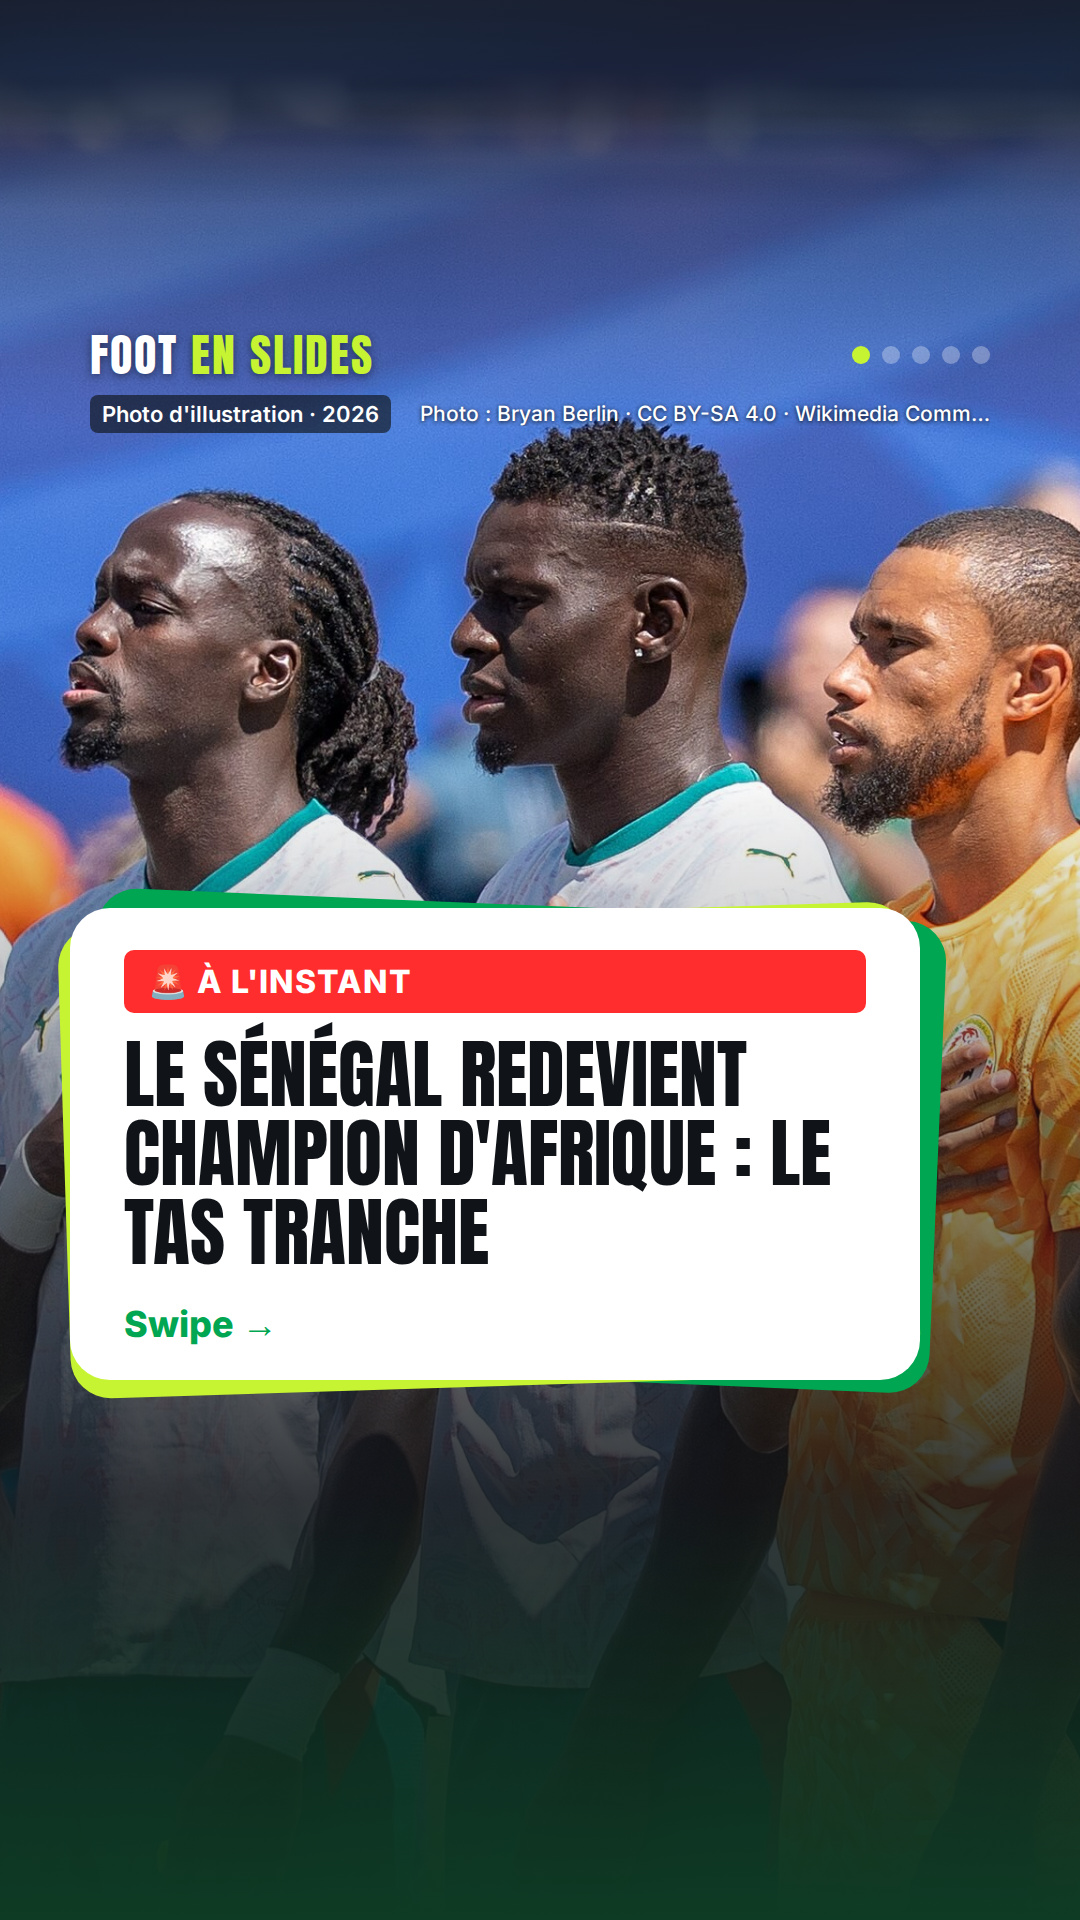 FOOT EN SLIDES
Photo d'illustration · 2026
Photo : Bryan Berlin · CC BY-SA 4.0 · Wikimedia Comm...
🚨 À L'INSTANT
LE SÉNÉGAL REDEVIENT
CHAMPION D'AFRIQUE : LE
TAS TRANCHE
Swipe →